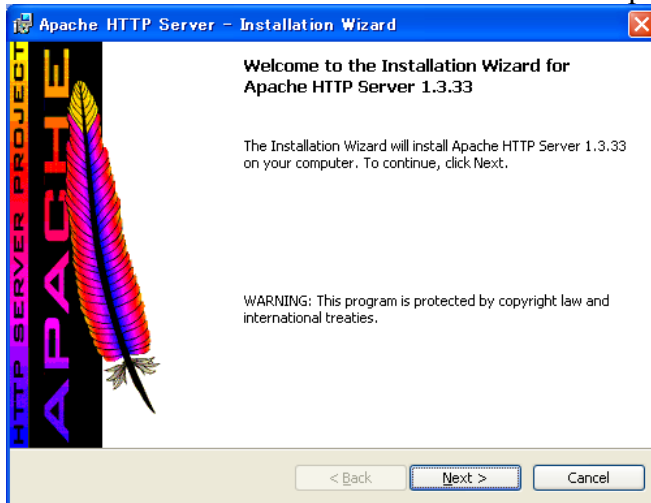 Apache HTTP Server - Installation Wizard
HTTP SERVER PROJECT
APACHE
Welcome to the Installation Wizard for
Apache HTTP Server 1.3.33
The Installation Wizard will install Apache HTTP Server 1.3.33
on your computer. To continue, click Next.
WARNING: This program is protected by copyright law and
international treaties.
< Back
Next >
Cancel